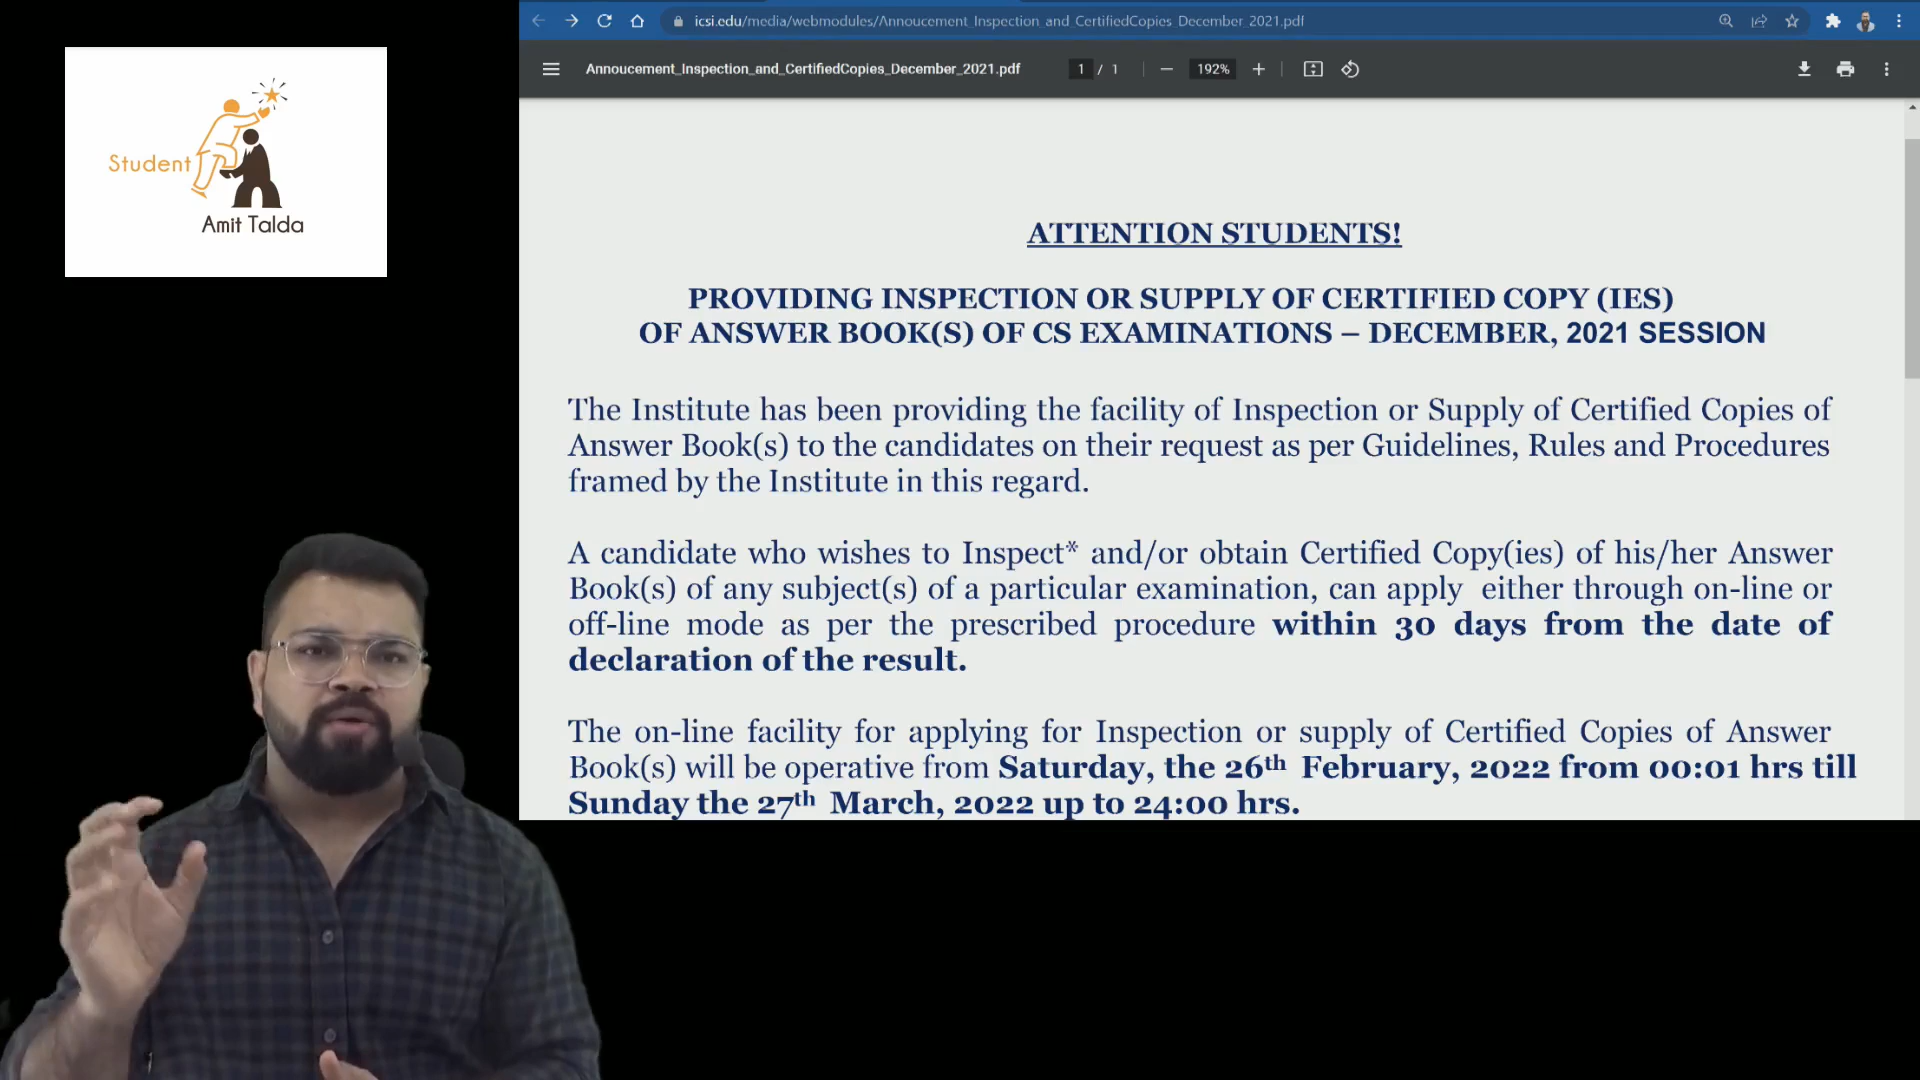 icsi.edu/media/webmodules/Annoucement_Inspection_and_CertifiedCopies_December_2021.pdf
Annoucement_Inspection_and_CertifiedCopies_December_2021.pdf
1 / 1
192%
Student
Amit Talda
ATTENTION STUDENTS!
PROVIDING INSPECTION OR SUPPLY OF CERTIFIED COPY (IES)
OF ANSWER BOOK(S) OF CS EXAMINATIONS – DECEMBER, 2021 SESSION
The Institute has been providing the facility of Inspection or Supply of Certified Copies of
Answer Book(s) to the candidates on their request as per Guidelines, Rules and Procedures
framed by the Institute in this regard.
A candidate who wishes to Inspect* and/or obtain Certified Copy(ies) of his/her Answer
Book(s) of any subject(s) of a particular examination, can apply either through on-line or
off-line mode as per the prescribed procedure within 30 days from the date of
declaration of the result.
The on-line facility for applying for Inspection or supply of Certified Copies of Answer
Book(s) will be operative from Saturday, the 26th February, 2022 from 00:01 hrs till
Sunday the 27th March, 2022 up to 24:00 hrs.